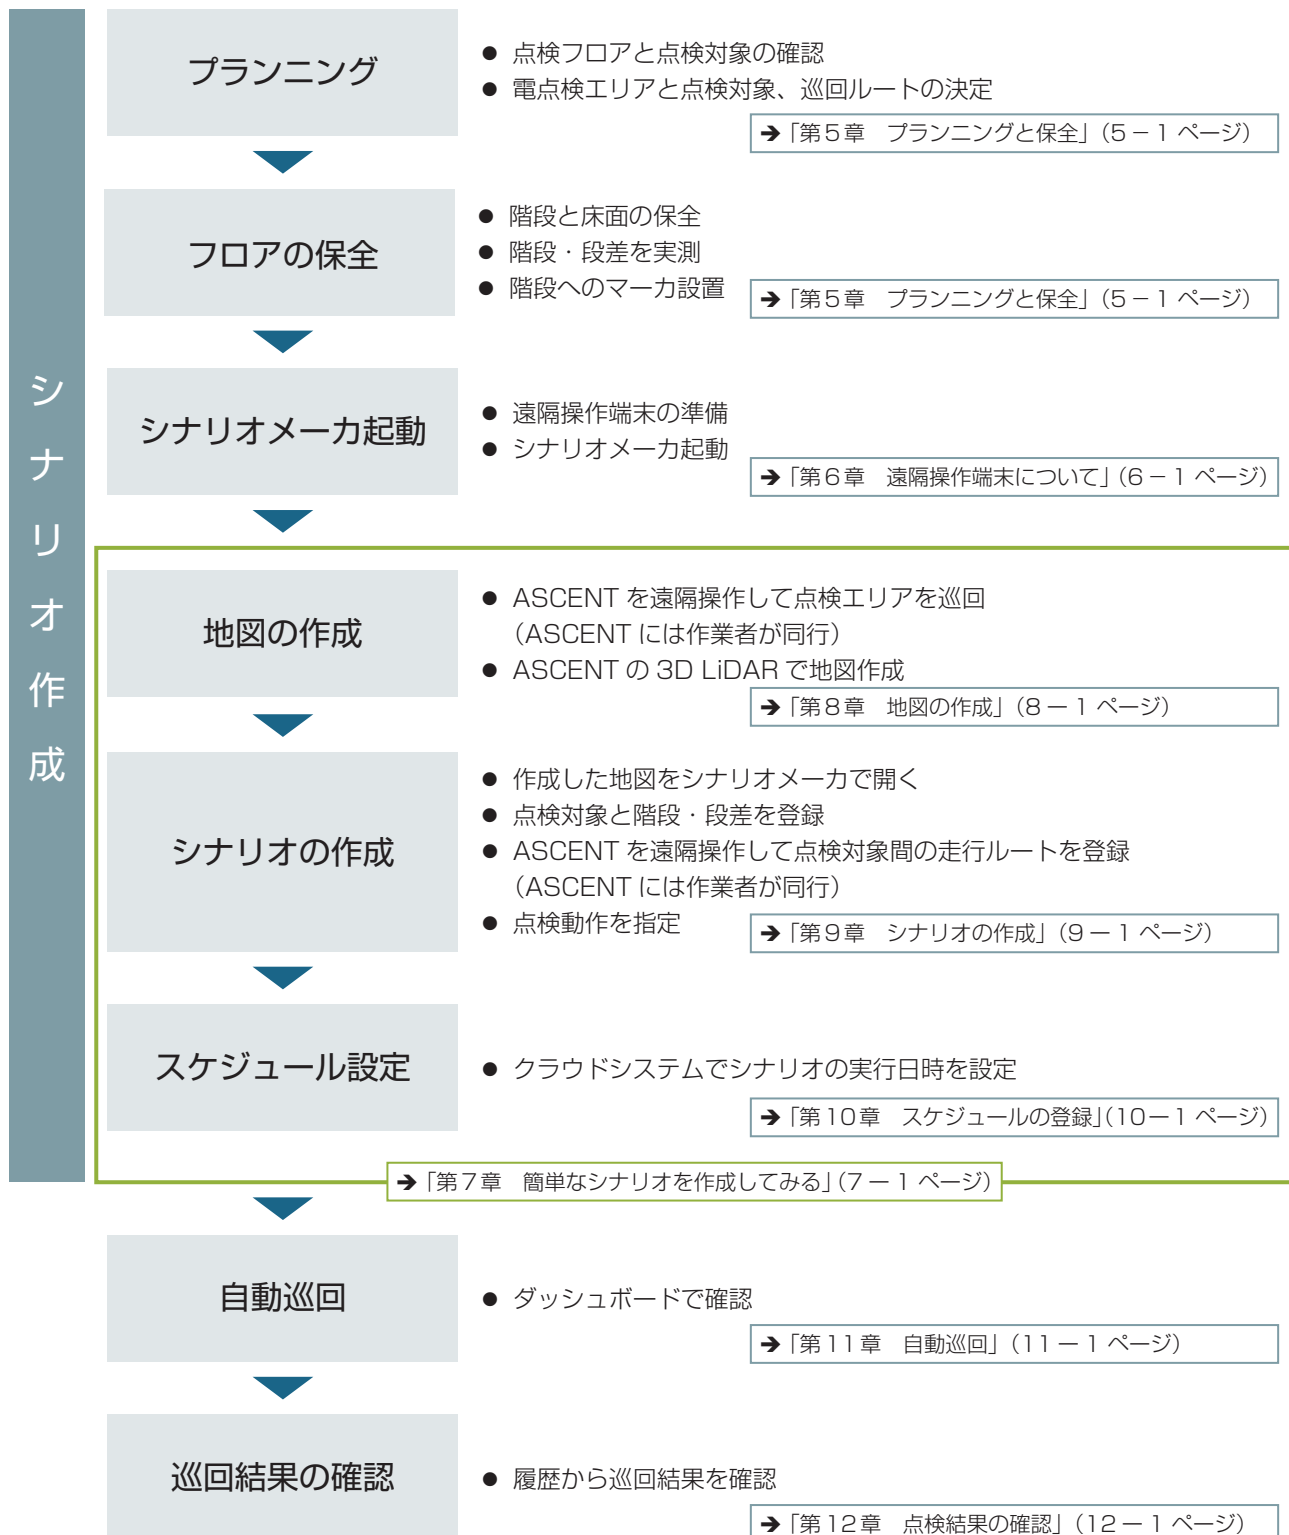 シナリオ作成
プランニング
● 点検フロアと点検対象の確認
● 電点検エリアと点検対象、巡回ルートの決定
➔「第5章　プランニングと保全」（5－1 ページ）
フロアの保全
● 階段と床面の保全
● 階段・段差を実測
● 階段へのマーカ設置
➔「第5章　プランニングと保全」（5－1 ページ）
シナリオメーカ起動
● 遠隔操作端末の準備
● シナリオメーカ起動
➔「第6章　遠隔操作端末について」（6－1 ページ）
地図の作成
● ASCENT を遠隔操作して点検エリアを巡回
（ASCENT には作業者が同行）
● ASCENT の 3D LiDAR で地図作成
➔「第8章　地図の作成」（8ー1 ページ）
シナリオの作成
● 作成した地図をシナリオメーカで開く
● 点検対象と階段・段差を登録
● ASCENT を遠隔操作して点検対象間の走行ルートを登録
（ASCENT には作業者が同行）
● 点検動作を指定
➔「第9章　シナリオの作成」（9ー1 ページ）
スケジュール設定
● クラウドシステムでシナリオの実行日時を設定
➔「第10章　スケジュールの登録」（10ー1 ページ）
➔「第7章　簡単なシナリオを作成してみる」（7ー1 ページ）
自動巡回
● ダッシュボードで確認
➔「第11章　自動巡回」（11ー1 ページ）
巡回結果の確認
● 履歴から巡回結果を確認
➔「第12章　点検結果の確認」（12ー1 ページ）